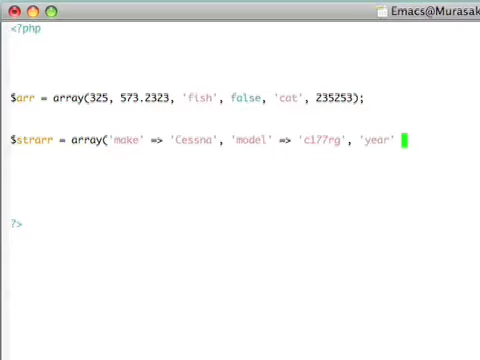 Emacs@Murasak
<?php
$arr = array(325, 573.2323, 'fish', false, 'cat', 235253);
$strarr = array('make' => 'Cessna', 'model' => 'c177rg', 'year'
?>